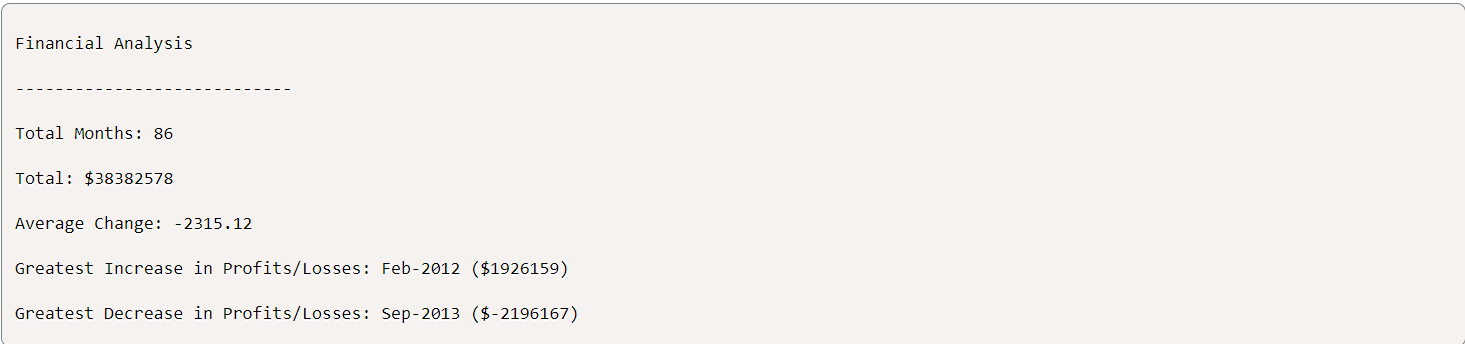 Financial Analysis
----------------------------
Total Months: 86
Total: $38382578
Average Change: -2315.12
Greatest Increase in Profits/Losses: Feb-2012 ($1926159)
Greatest Decrease in Profits/Losses: Sep-2013 ($-2196167)